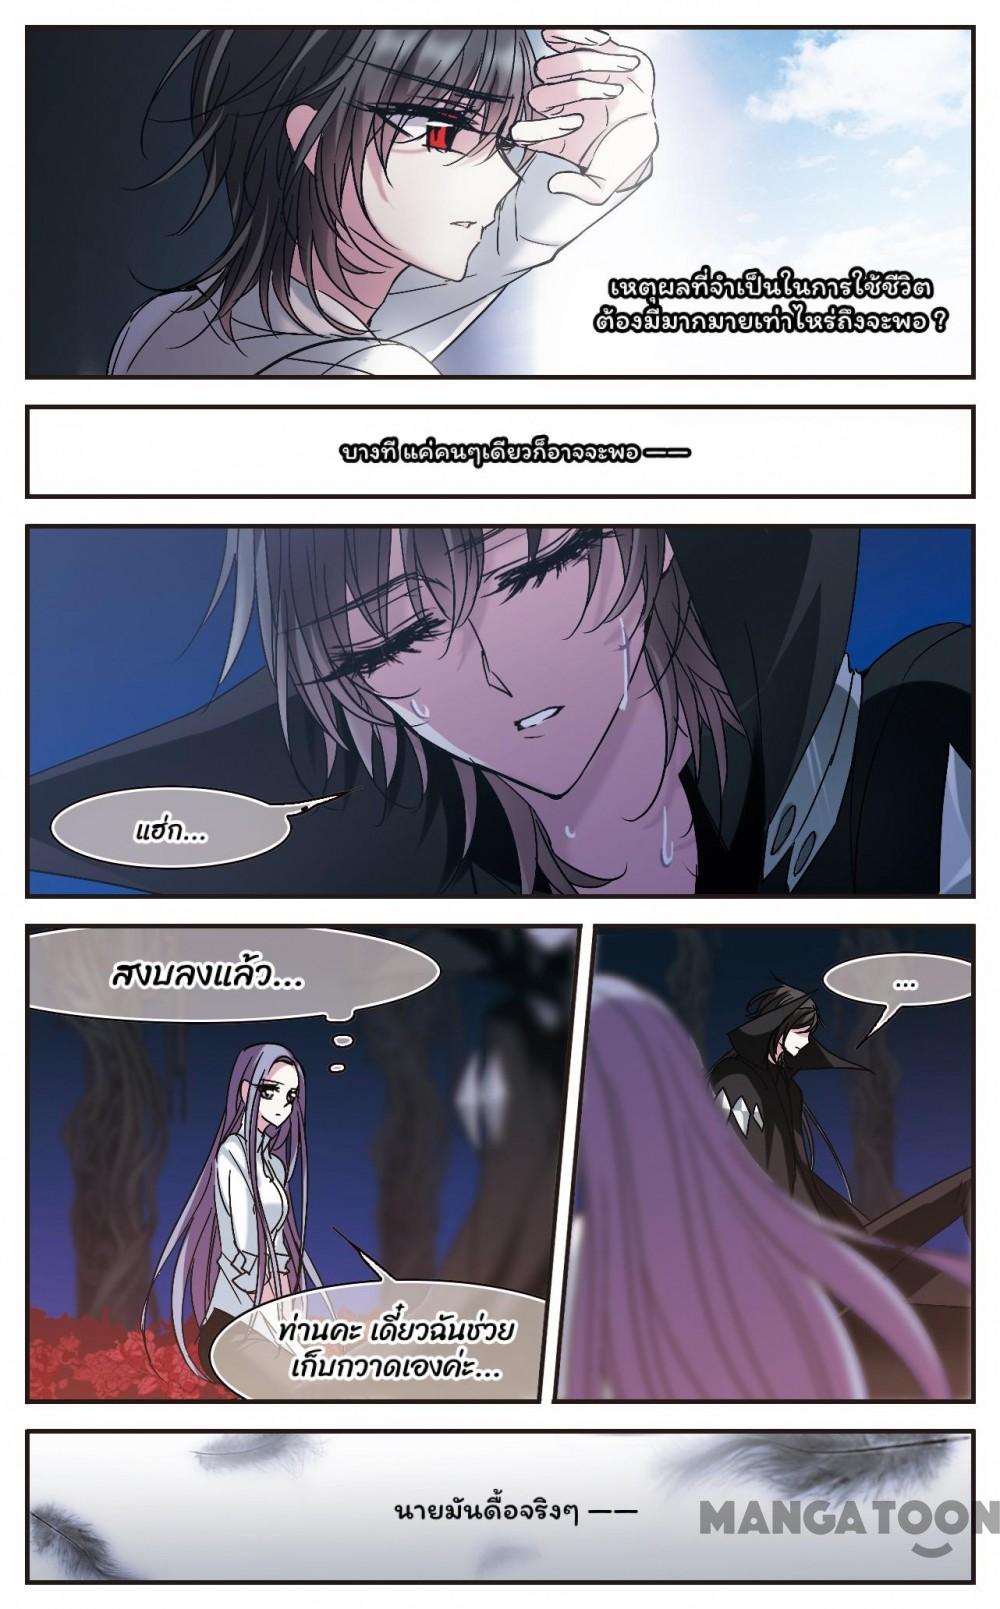 เหตุผลที่จำเป็นในการใช้ชีวิต
ต้องมีมากมายเท่าไหร่ถึงจะพอ ?
บางที แค่คนๆเดียวก็อาจจะพอ ——
แฮ่ก...
สงบลงแล้ว...
...
ท่านคะ เดี๋ยวฉันช่วย
เก็บกวาดเองค่ะ...
นายมันดื้อจริงๆ ——
MANGATOON